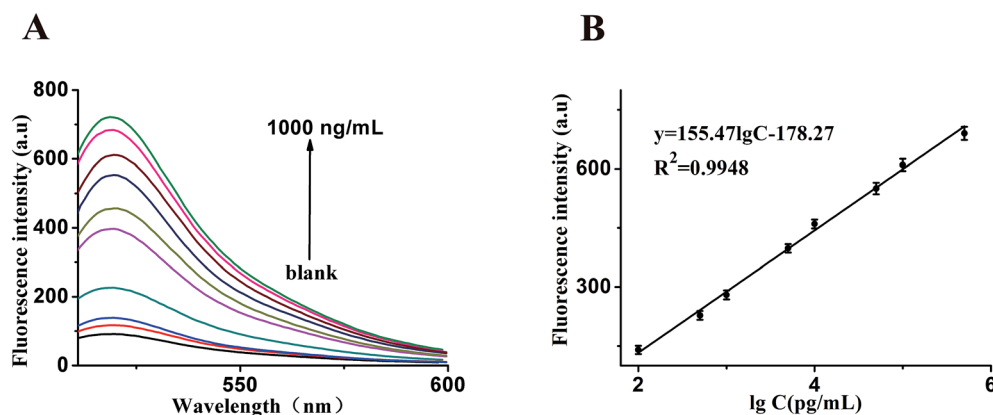 A
Fluorescence intensity (a.u)
800
600
400
200
0
1000 ng/mL
blank
550
600
Wavelength（nm）
B
Fluorescence intensity (a.u)
600
300
y=155.47lgC-178.27
R²=0.9948
2
4
6
lg C(pg/mL)